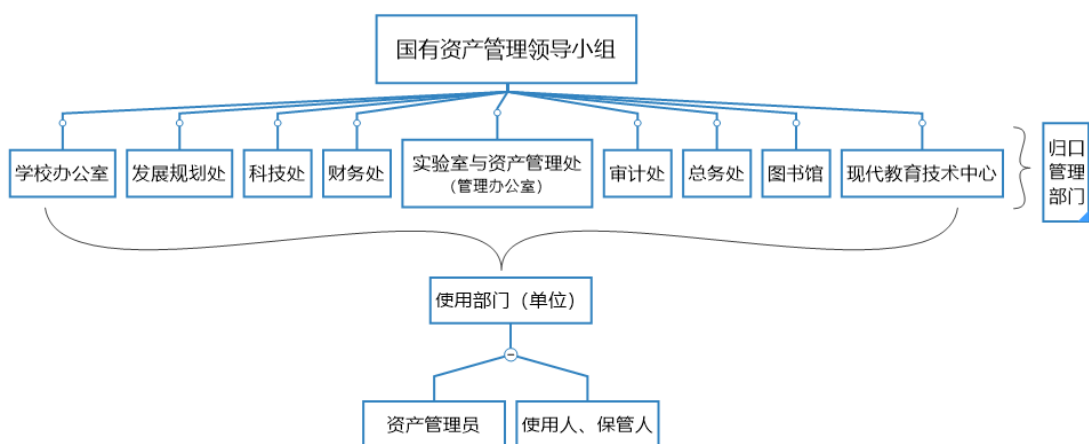 国有资产管理领导小组
学校办公室
发展规划处
科技处
财务处
实验室与资产管理处
（管理办公室）
审计处
总务处
图书馆
现代教育技术中心
归口
管理
部门
使用部门（单位）
资产管理员
使用人、保管人